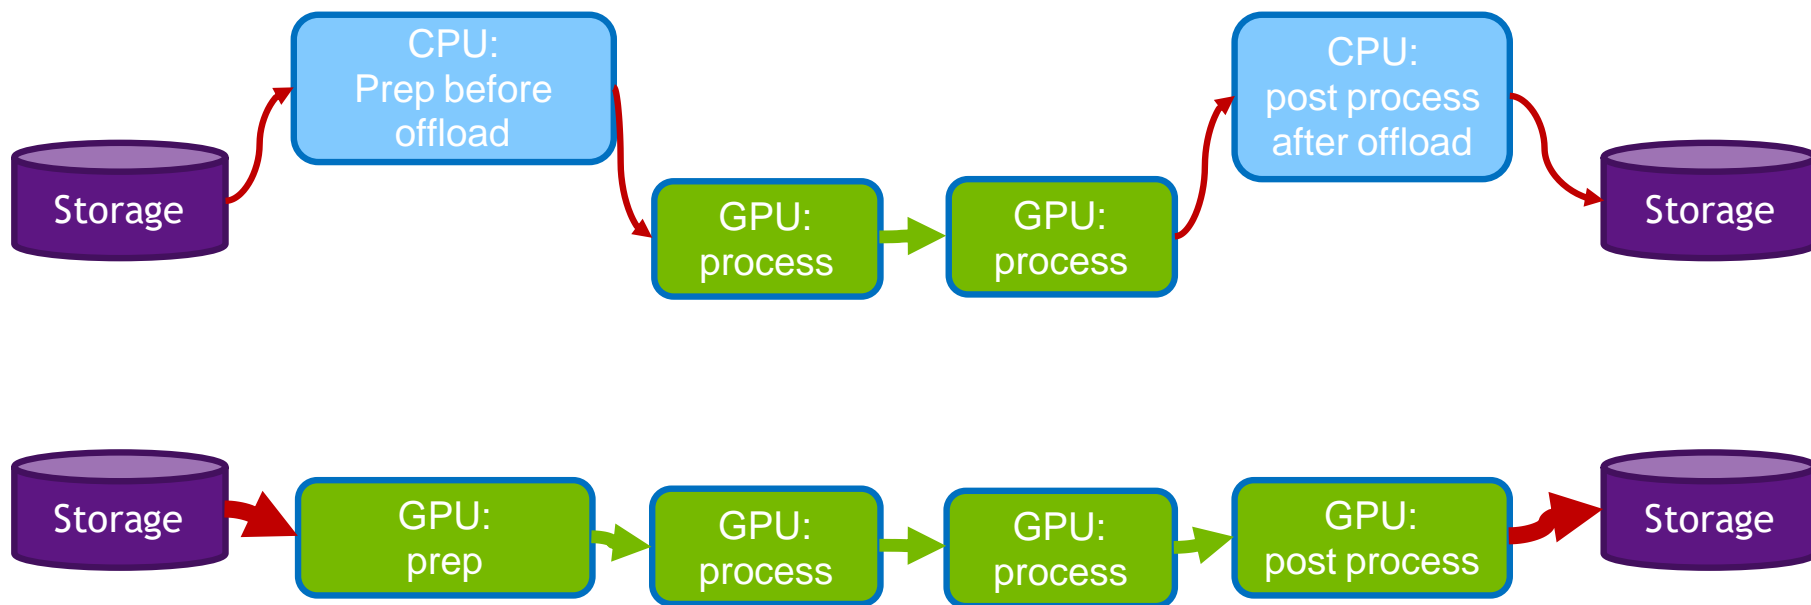 CPU:
Prep before
offload
CPU:
post process
after offload
Storage
GPU:
process
GPU:
process
Storage
Storage
GPU:
prep
GPU:
process
GPU:
process
GPU:
post process
Storage